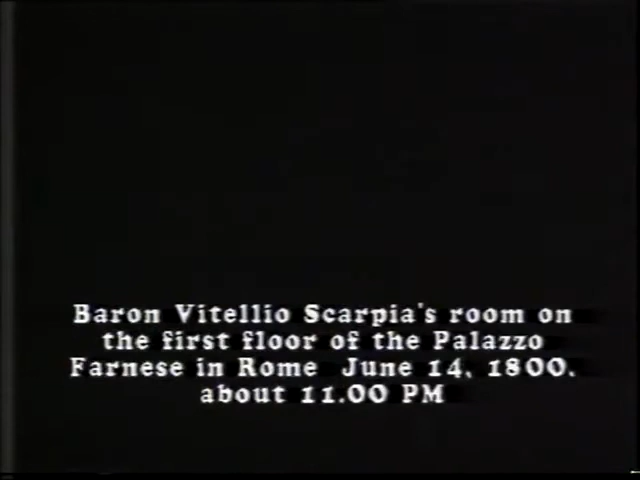 Baron Vitellio Scarpia's room on
the first floor of the Palazzo
Farnese in Rome June 14, 1800,
about 11.00 PM